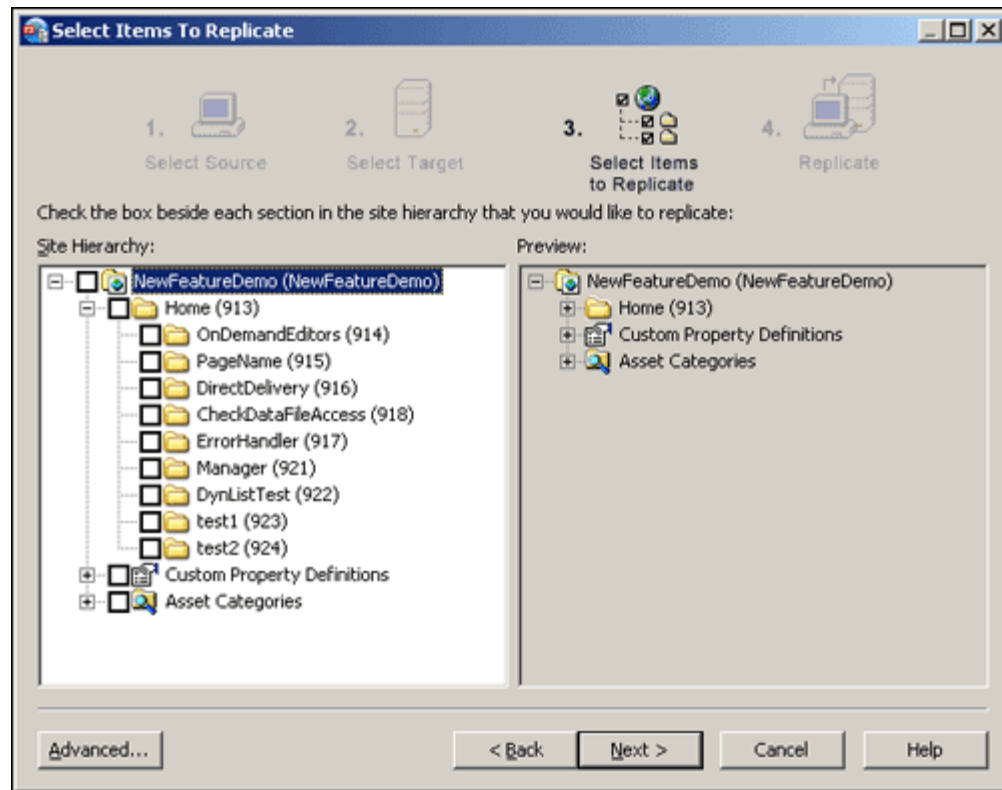 Select Items To Replicate
1.
Select Source
2.
Select Target
3.
Select Items
to Replicate
4.
Replicate
Check the box beside each section in the site hierarchy that you would like to replicate:
Site Hierarchy:
NewFeatureDemo (NewFeatureDemo)
Home (913)
OnDemandEditors (914)
PageName (915)
DirectDelivery (916)
CheckDataFileAccess (918)
ErrorHandler (917)
Manager (921)
DynListTest (922)
test1 (923)
test2 (924)
Custom Property Definitions
Asset Categories
Preview:
NewFeatureDemo (NewFeatureDemo)
Home (913)
Custom Property Definitions
Asset Categories
Advanced...
< Back
Next >
Cancel
Help